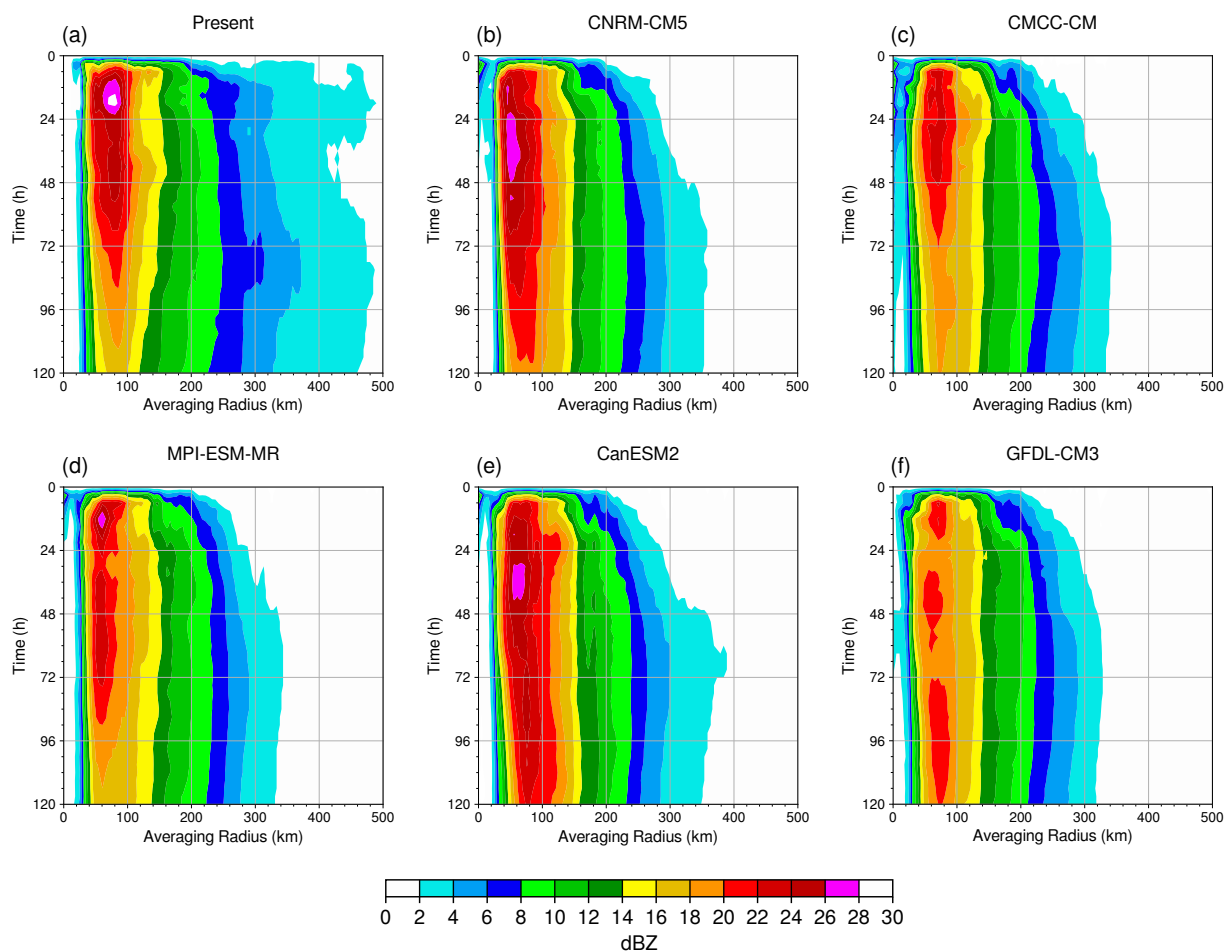 Present
CNRM-CM5
CMCC-CM
(a)
(b)
(c)
0
24
48
72
96
120
Time (h)
0 100 200 300 400 500
Averaging Radius (km)
0
24
48
72
96
120
Time (h)
0 100 200 300 400 500
Averaging Radius (km)
0
24
48
72
96
120
Time (h)
0 100 200 300 400 500
Averaging Radius (km)
MPI-ESM-MR
CanESM2
GFDL-CM3
(d)
(e)
(f)
0
24
48
72
96
120
Time (h)
0 100 200 300 400 500
Averaging Radius (km)
0
24
48
72
96
120
Time (h)
0 100 200 300 400 500
Averaging Radius (km)
0
24
48
72
96
120
Time (h)
0 100 200 300 400 500
Averaging Radius (km)
0 2 4 6 8 10 12 14 16 18 20 22 24 26 28 30
dBZ